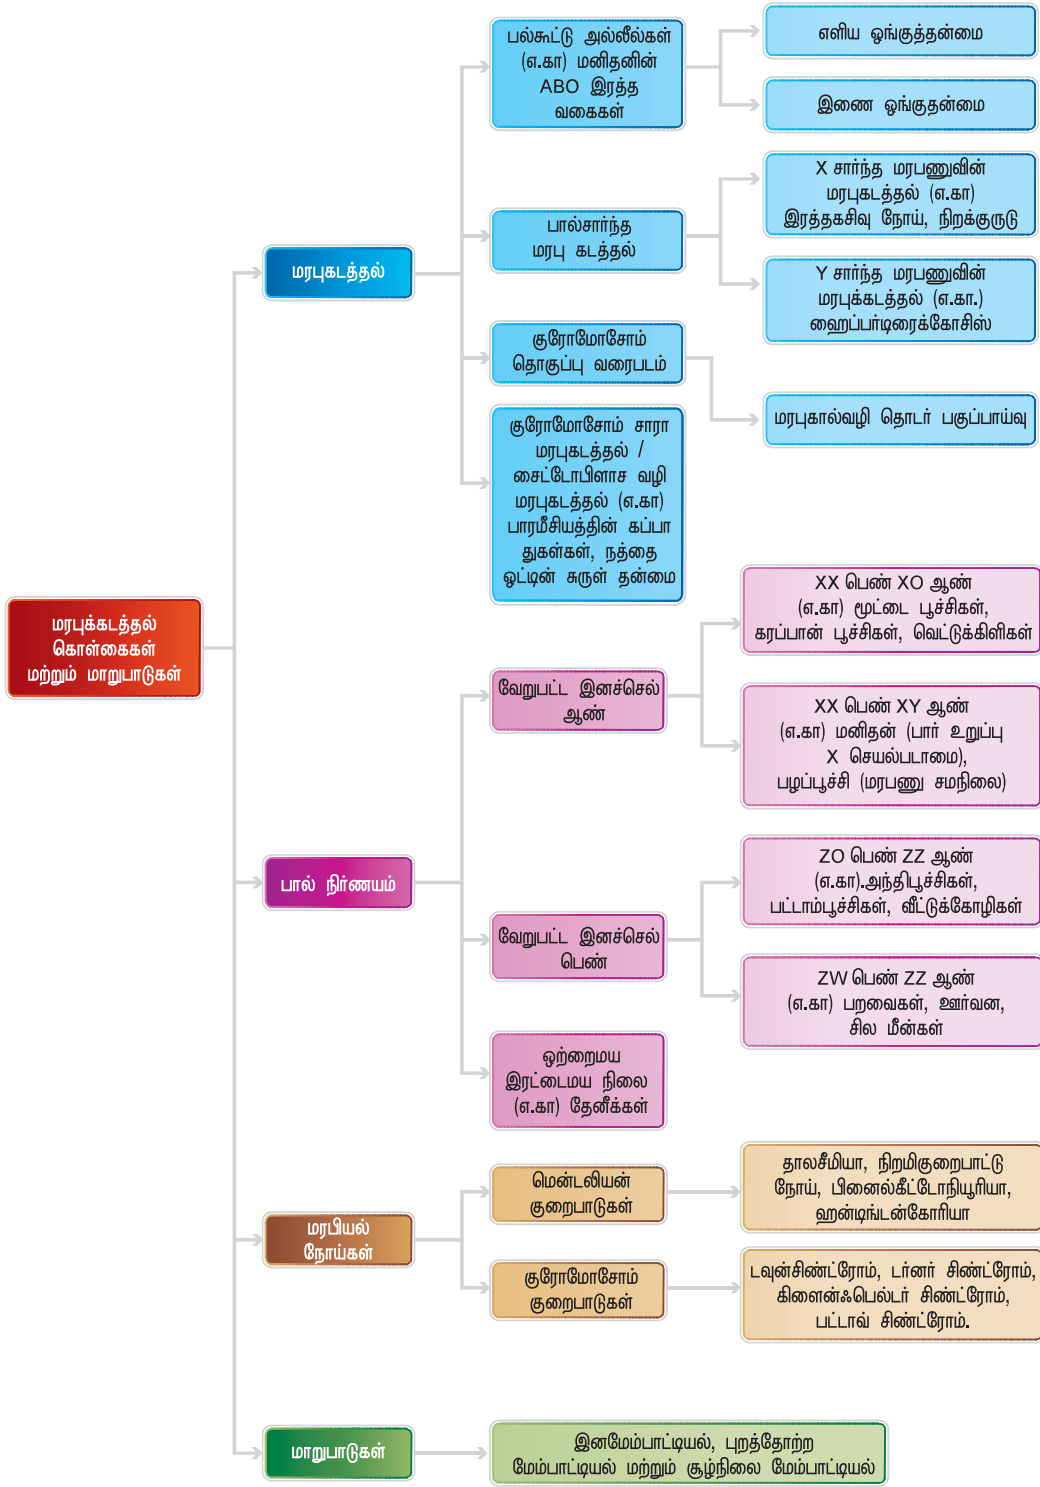 மரபுக்கடத்தல்
கொள்கைகள்
மற்றும் மாறுபாடுகள்
மரபுகடத்தல்
பல்கூட்டு அல்லீல்கள்
(எ.கா) மனிதனின்
ABO இரத்த
வகைகள்
எளிய ஒங்குத்தன்மை
இணை ஒங்குதன்மை
பால்சார்ந்த
மரபு கடத்தல்
X சார்ந்த மரபணுவின்
மரபுகடத்தல் (எ.கா)
இரத்தகசிவு நோய், நிறக்குருடு
Y சார்ந்த மரபணுவின்
மரபுக்கடத்தல் (எ.கா.)
ஹைப்பர்டிரைக்கோசிஸ்
குரோமோசோம்
தொகுப்பு வரைபடம்
மரபுகால்வழி தொடர் பகுப்பாய்வு
குரோமோசோம் சாரா
மரபுகடத்தல் /
சைட்டோபிளாச வழி
மரபுகடத்தல் (எ.கா)
பாரமீசியத்தின் கப்பா
துகள்கள், நத்தை
ஒட்டின் சுருள் தன்மை
பால் நிர்ணயம்
வேறுபட்ட இனச்செல்
ஆண்
XX பெண் XO ஆண்
(எ.கா) மூட்டை பூச்சிகள்,
கரப்பான் பூச்சிகள், வெட்டுக்கிளிகள்
XX பெண் XY ஆண்
(எ.கா) மனிதன் (பார் உறுப்பு
X செயல்படாமை),
பழப்பூச்சி (மரபணு சமநிலை)
வேறுபட்ட இனச்செல்
பெண்
ZO பெண் ZZ ஆண்
(எ.கா).அந்திபூச்சிகள்,
பட்டாம்பூச்சிகள், வீட்டுக்கோழிகள்
ZW பெண் ZZ ஆண்
(எ.கா) பறவைகள், ஊர்வன,
சில மீன்கள்
ஒற்றைமய
இரட்டைமய நிலை
(எ.கா) தேனீக்கள்
மரபியல்
நோய்கள்
மென்டலியன்
குறைபாடுகள்
தாலசீமியா, நிறமிகுறைபாட்டு
நோய், பினைல்கீட்டோநியூரியா,
ஹன்டிங்டன்கோரியா
குரோமோசோம்
குறைபாடுகள்
டவுன்சிண்ட்ரோம், டர்னர் சிண்ட்ரோம்,
கிளைன்ஃபெல்டர் சிண்ட்ரோம்,
பட்டாவ் சிண்ட்ரோம்.
மாறுபாடுகள்
இனமேம்பாட்டியல், புறத்தோற்ற
மேம்பாட்டியல் மற்றும் சூழ்நிலை மேம்பாட்டியல்